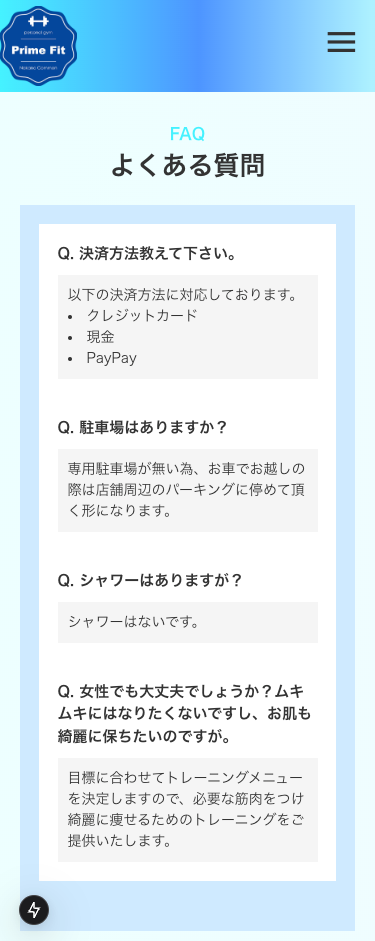 personal gym
Prime Fit
FAQ
よくある質問
Q. 決済方法教えて下さい。
以下の決済方法に対応しております。
• クレジットカード
• 現金
• PayPay
Q. 駐車場はありますか？
専用駐車場が無い為、お車でお越しの
際は店舗周辺のパーキングに停めて頂
く形になります。
Q. シャワーはありますが？
シャワーはないです。
Q. 女性でも大丈夫でしょうか？ムキ
ムキにはなりたくないですし、お肌も
綺麗に保ちたいのですが。
目標に合わせてトレーニングメニュー
を決定しますので、必要な筋肉をつけ
綺麗に痩せるためのトレーニングをご
提供いたします。